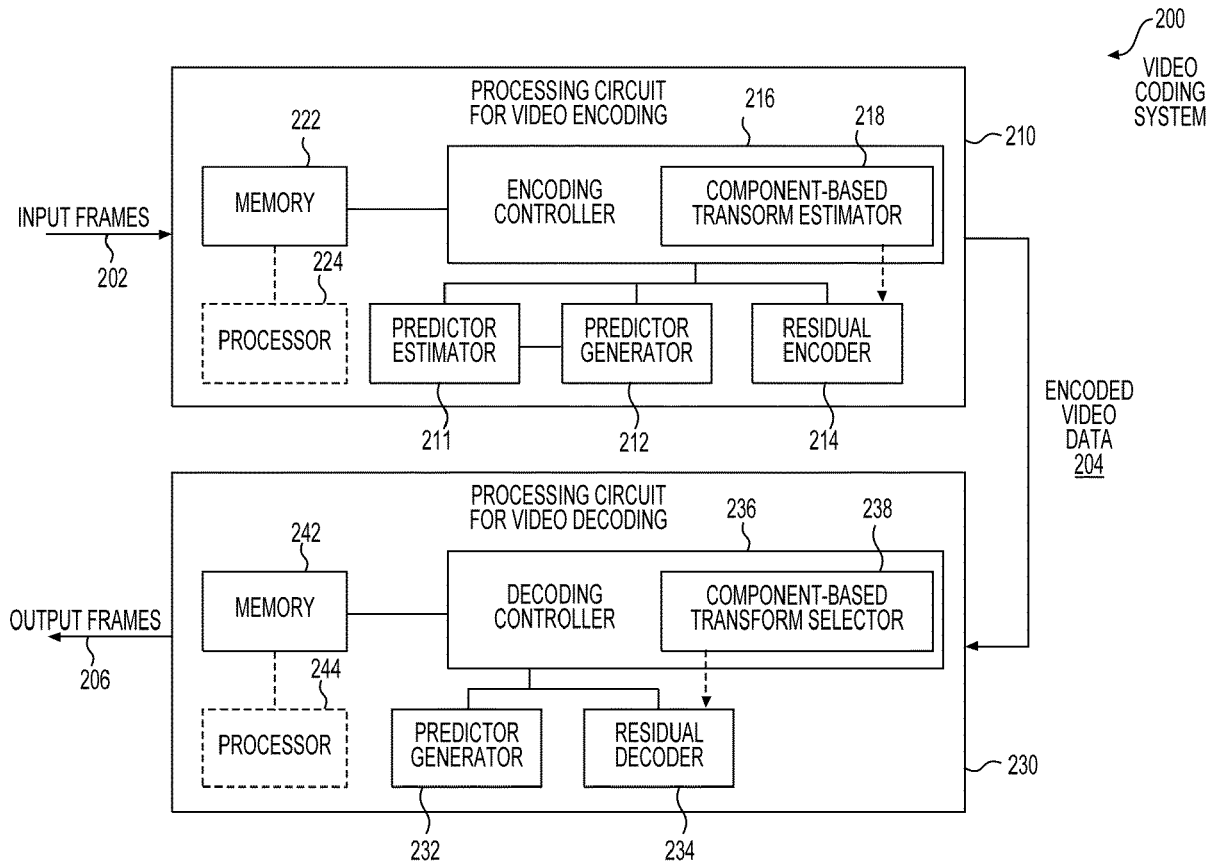 200
VIDEO
CODING
SYSTEM
PROCESSING CIRCUIT
FOR VIDEO ENCODING
210
222
216
218
MEMORY
ENCODING
CONTROLLER
COMPONENT-BASED
TRANSORM ESTIMATOR
INPUT FRAMES
202
224
PROCESSOR
PREDICTOR
ESTIMATOR
PREDICTOR
GENERATOR
RESIDUAL
ENCODER
211
212
214
ENCODED
VIDEO
DATA
204
PROCESSING CIRCUIT
FOR VIDEO DECODING
242
236
238
MEMORY
DECODING
CONTROLLER
COMPONENT-BASED
TRANSFORM SELECTOR
OUTPUT FRAMES
206
244
PROCESSOR
PREDICTOR
GENERATOR
RESIDUAL
DECODER
230
232
234